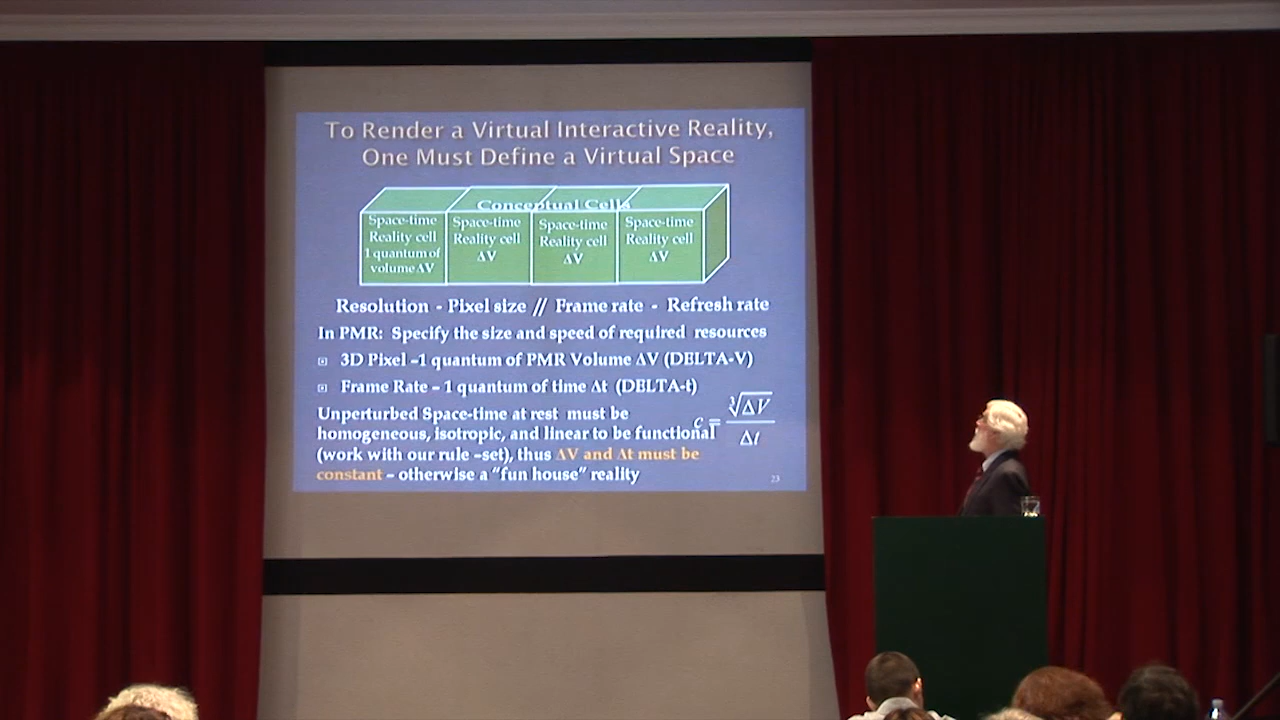 To Render a Virtual Interactive Reality,
One Must Define a Virtual Space
Conceptual Cells
Space-time
Reality cell
1 quantum of
volume ΔV
Space-time
Reality cell
ΔV
Space-time
Reality cell
ΔV
Space-time
Reality cell
ΔV
Resolution - Pixel size // Frame rate - Refresh rate
In PMR: Specify the size and speed of required resources
3D Pixel –1 quantum of PMR Volume ΔV (DELTA-V)
Frame Rate – 1 quantum of time Δt (DELTA-t)
Unperturbed Space-time at rest must be
homogeneous, isotropic, and linear to be functional
(work with our rule –set), thus ΔV and Δt must be
constant – otherwise a “fun house” reality
c = ∛ΔV / Δt
23